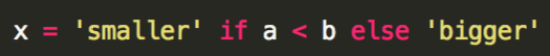 x = 'smaller' if a < b else 'bigger'